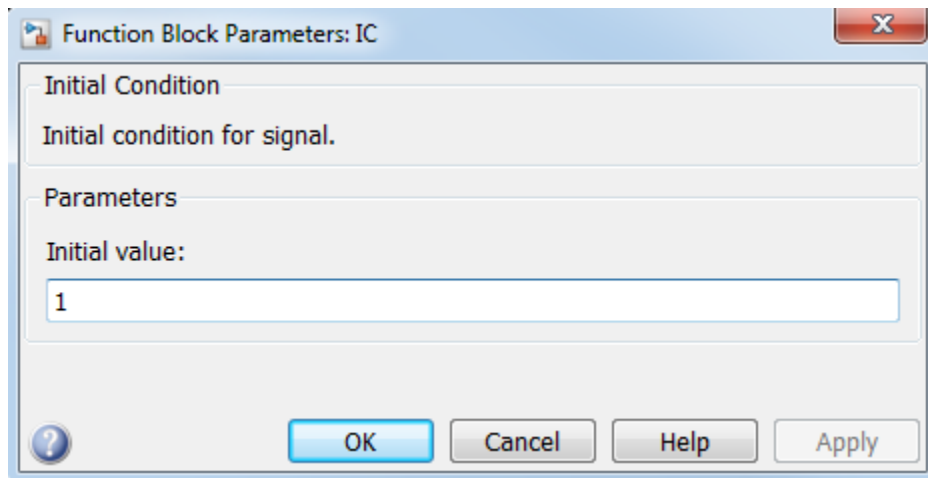 Function Block Parameters: IC
Initial Condition
Initial condition for signal.
Parameters
Initial value:
1
OK Cancel Help Apply